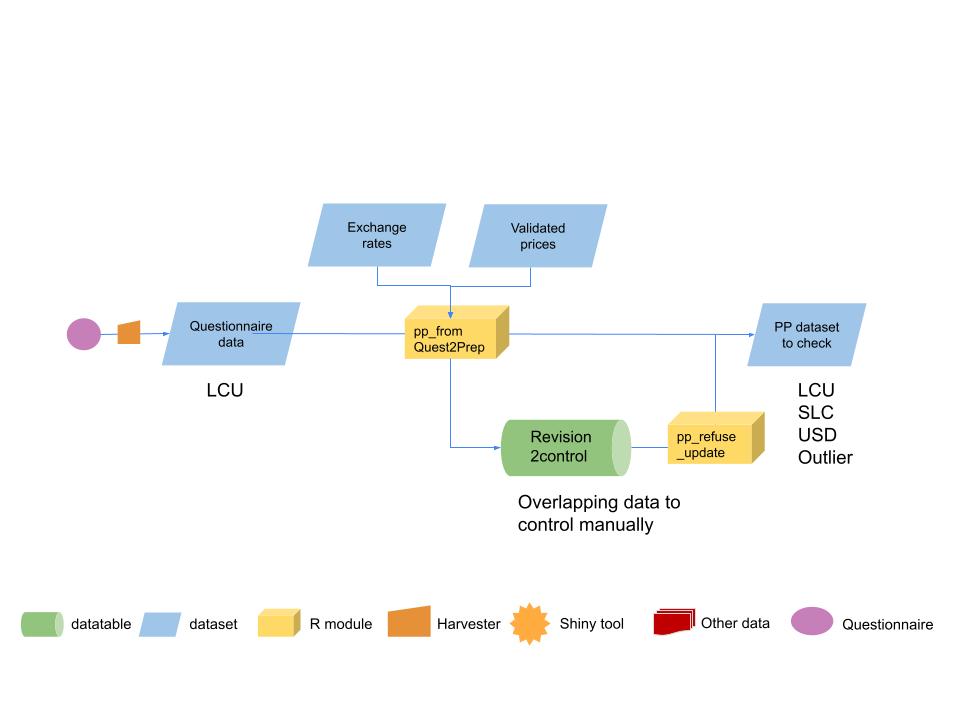 Exchange
rates
Validated
prices
Questionnaire
data
pp_from
Quest2Prep
PP dataset
to check
LCU
LCU
SLC
USD
Outlier
Revision
2control
pp_refuse
_update
Overlapping data to
control manually
datatable
dataset
R module
Harvester
Shiny tool
Other data
Questionnaire